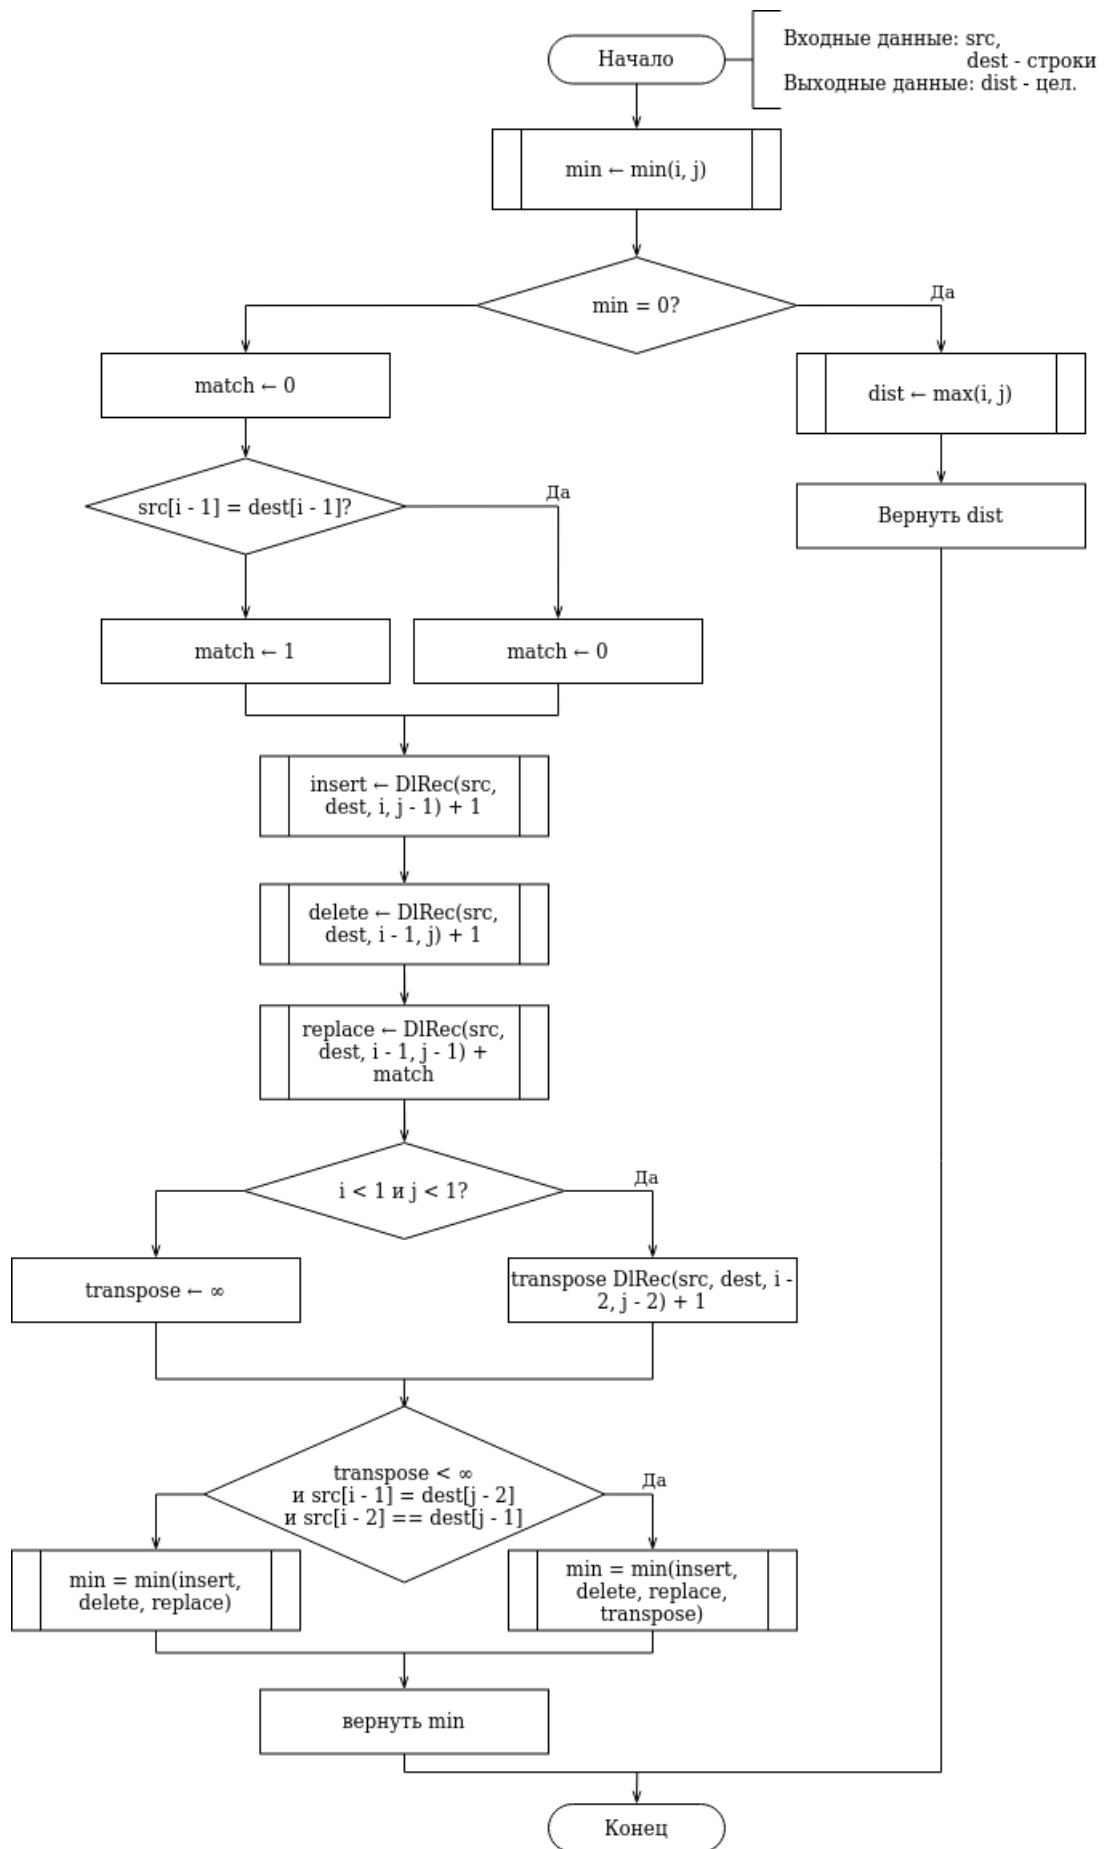 Начало
Входные данные: src,
dest - строки
Выходные данные: dist - цел.
min ← min(i, j)
min = 0?
Да
match ← 0
dist ← max(i, j)
src[i - 1] = dest[i - 1]?
Да
Вернуть dist
match ← 1
match ← 0
insert ← DlRec(src,
dest, i, j - 1) + 1
delete ← DlRec(src,
dest, i - 1, j) + 1
replace ← DlRec(src,
dest, i - 1, j - 1) +
match
i < 1 и j < 1?
Да
transpose ← ∞
transpose DlRec(src, dest, i -
2, j - 2) + 1
transpose < ∞
и src[i - 1] = dest[j - 2]
и src[i - 2] == dest[j - 1]
Да
min = min(insert,
delete, replace)
min = min(insert,
delete, replace,
transpose)
вернуть min
Конец